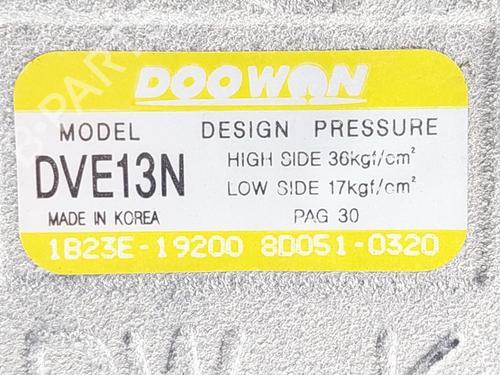 DOOWON
MODEL DESIGN PRESSURE
DVE13N HIGH SIDE 36kgf/cm²
LOW SIDE 17kgf/cm²
MADE IN KOREA PAG 30
1B23E-19200 8D051-0320